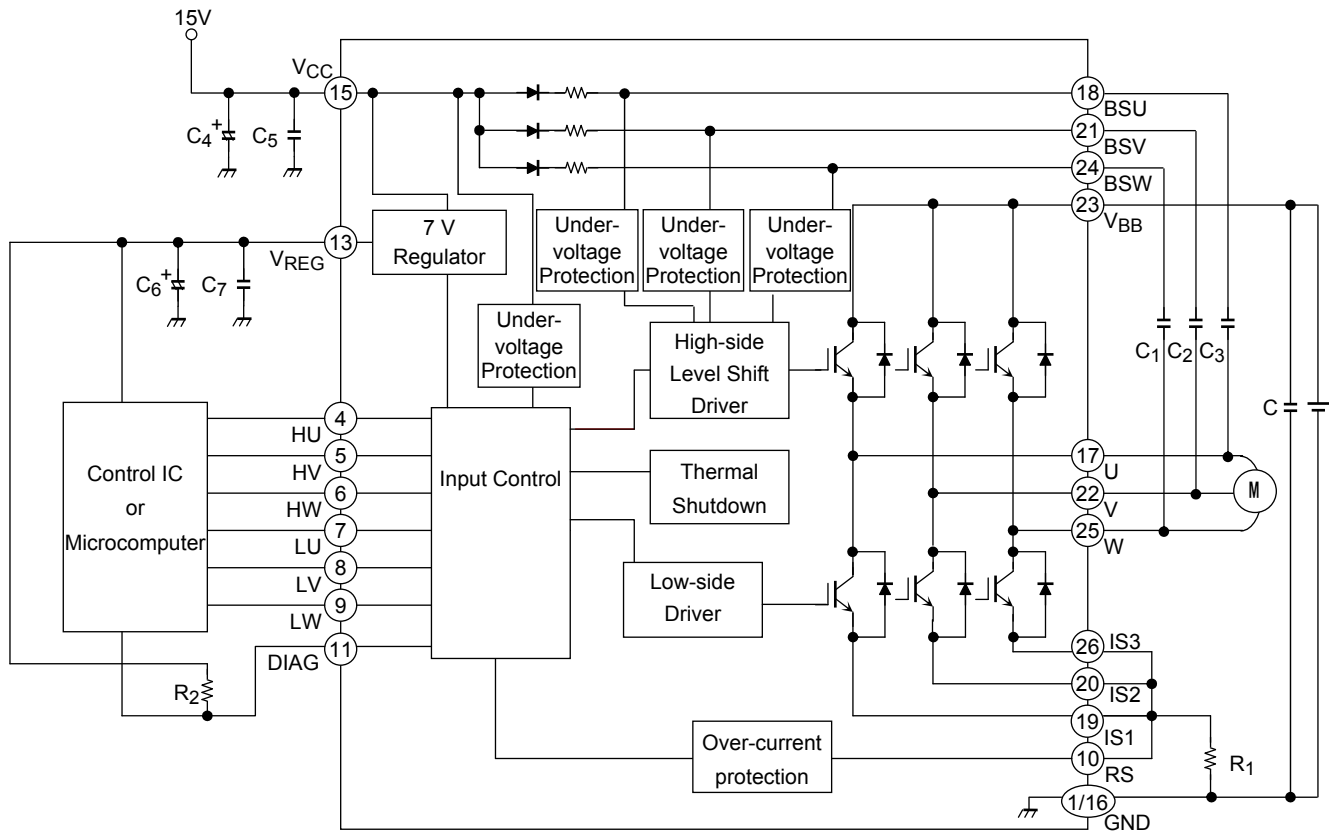 15V
VCC
15
C4
+
C5
18
BSU
21
BSV
24
BSW
23
VBB
13
VREG
7 V
Regulator
C6
+
C7
Under-
voltage
Protection
Under-
voltage
Protection
Under-
voltage
Protection
Under-
voltage
Protection
High-side
Level Shift
Driver
C1
C2
C3
C
Control IC
or
Microcomputer
4
HU
5
HV
6
HW
7
LU
8
LV
9
LW
11
DIAG
R2
Input Control
Thermal
Shutdown
Low-side
Driver
17
U
22
V
25
W
M
26
IS3
20
IS2
19
IS1
10
RS
Over-current
protection
R1
1/16
GND